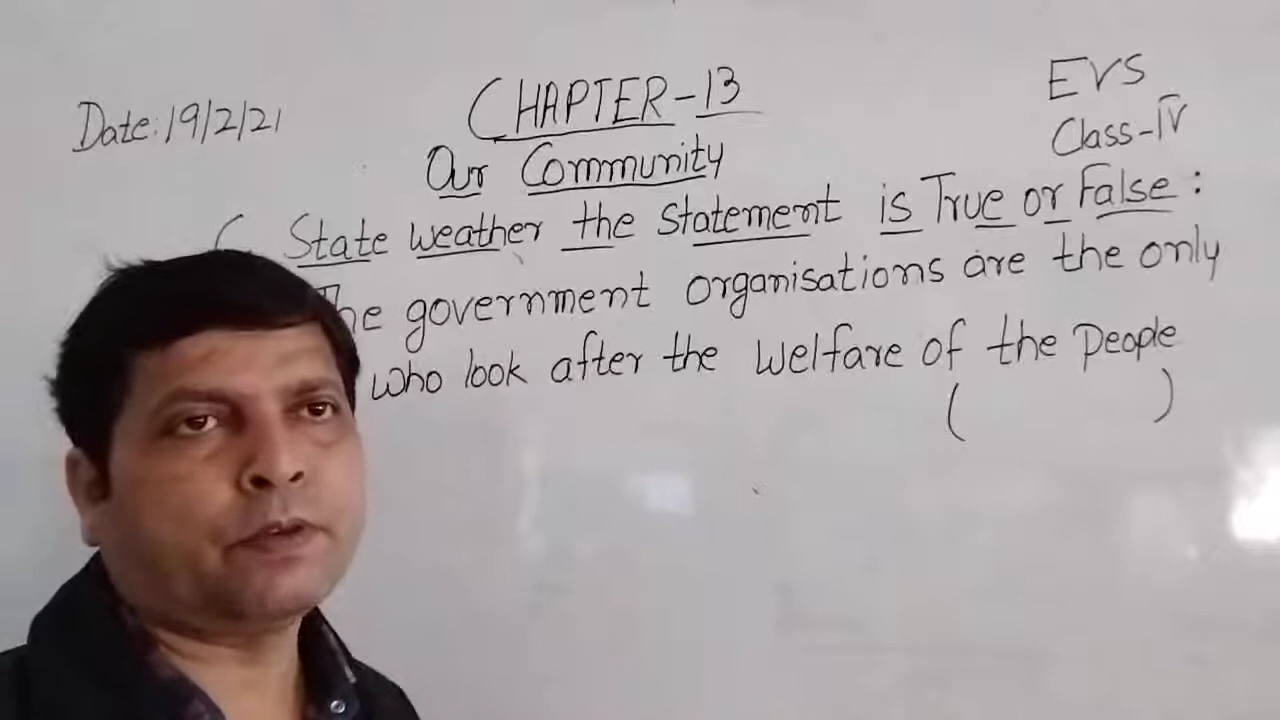 Date: 19/2/21
CHAPTER-13
EVS
Class-IV
Our Community
C State weather the Statement is True or False :
The government organisations are the only
who look after the welfare of the People
( )